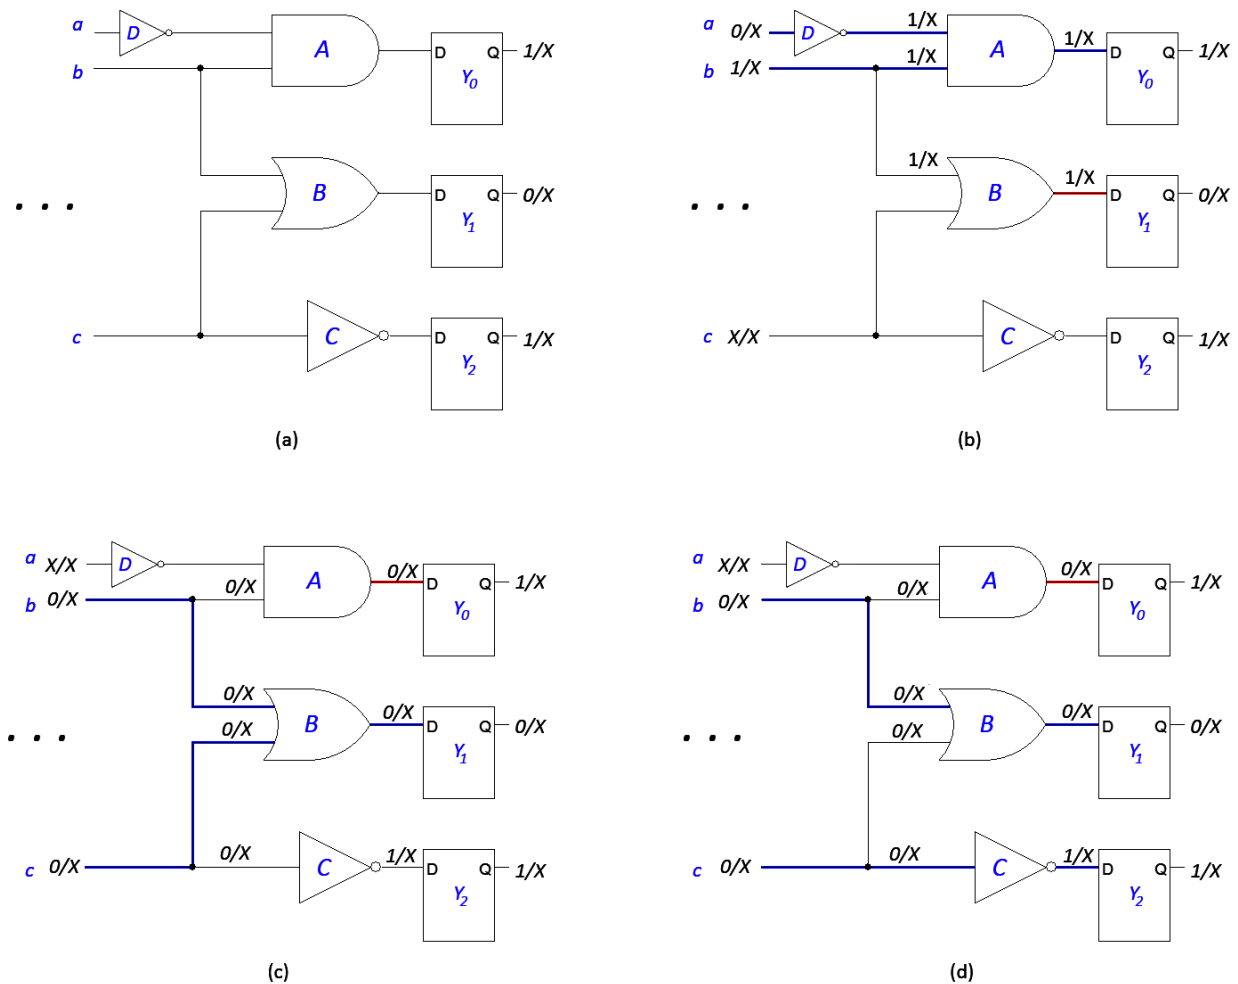 a D A D Q 1/X
b Y0
B D Q 0/X
Y1
. . .
c C D Q 1/X
Y2
(a)
a 0/X D 1/X A 1/X D Q 1/X
b 1/X 1/X Y0
1/X B 1/X D Q 0/X
Y1
. . .
c X/X C D Q 1/X
Y2
(b)
a X/X D A 0/X D Q 1/X
b 0/X 0/X Y0
0/X B 0/X D Q 0/X
0/X Y1
. . .
c 0/X 0/X C 1/X D Q 1/X
Y2
(c)
a X/X D A 0/X D Q 1/X
b 0/X 0/X Y0
0/X B 0/X D Q 0/X
0/X Y1
. . .
c 0/X 0/X C 1/X D Q 1/X
Y2
(d)